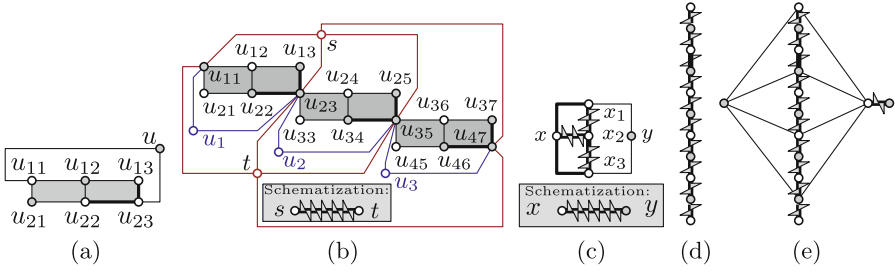 u
u11 u12 u13
u21 u22 u23
(a)
s
u12 u13
u11 u24 u25
u21 u22 u23 u36 u37
u1 u33 u34 u35 u47
u2 u45 u46
t u3
Schematization:
s t
(b)
x1
x x2 y
x3
Schematization:
x y
(c)
(d)
(e)